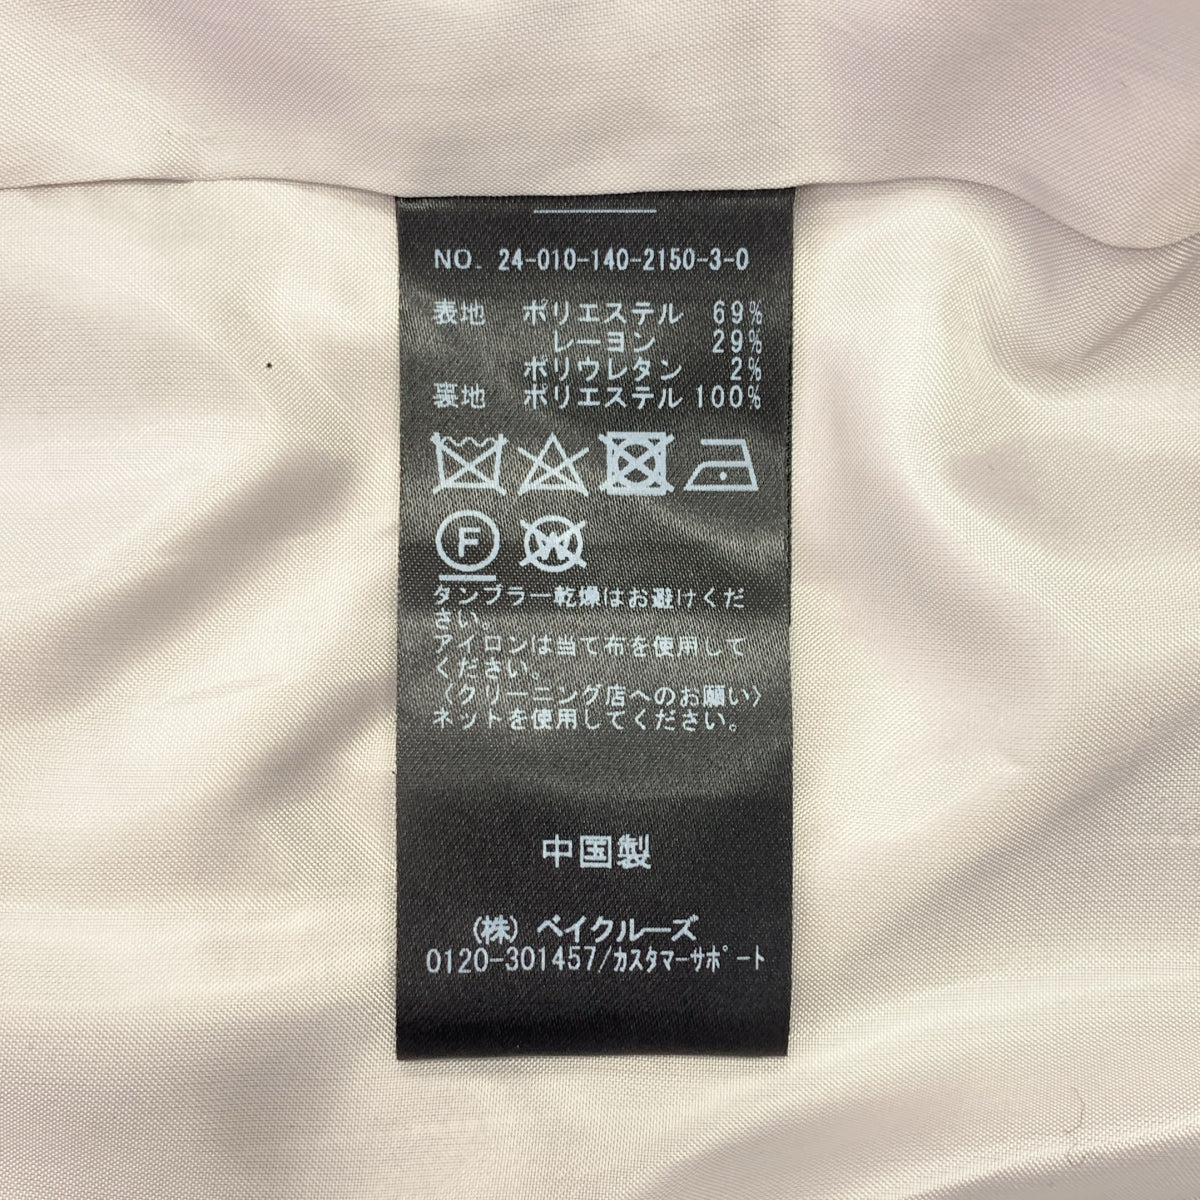 NO. 24-010-140-2150-3-0
表地 ポリエステル 69%
レーヨン 29%
ポリウレタン 2%
裏地 ポリエステル 100%
F
W
タンブラー乾燥はお避けくだ
さい。
アイロンは当て布を使用して
ください。
〈クリーニング店へのお願い〉
ネットを使用してください。
中国製
(株) ベイクルーズ
0120-301457/カスタマーサポート